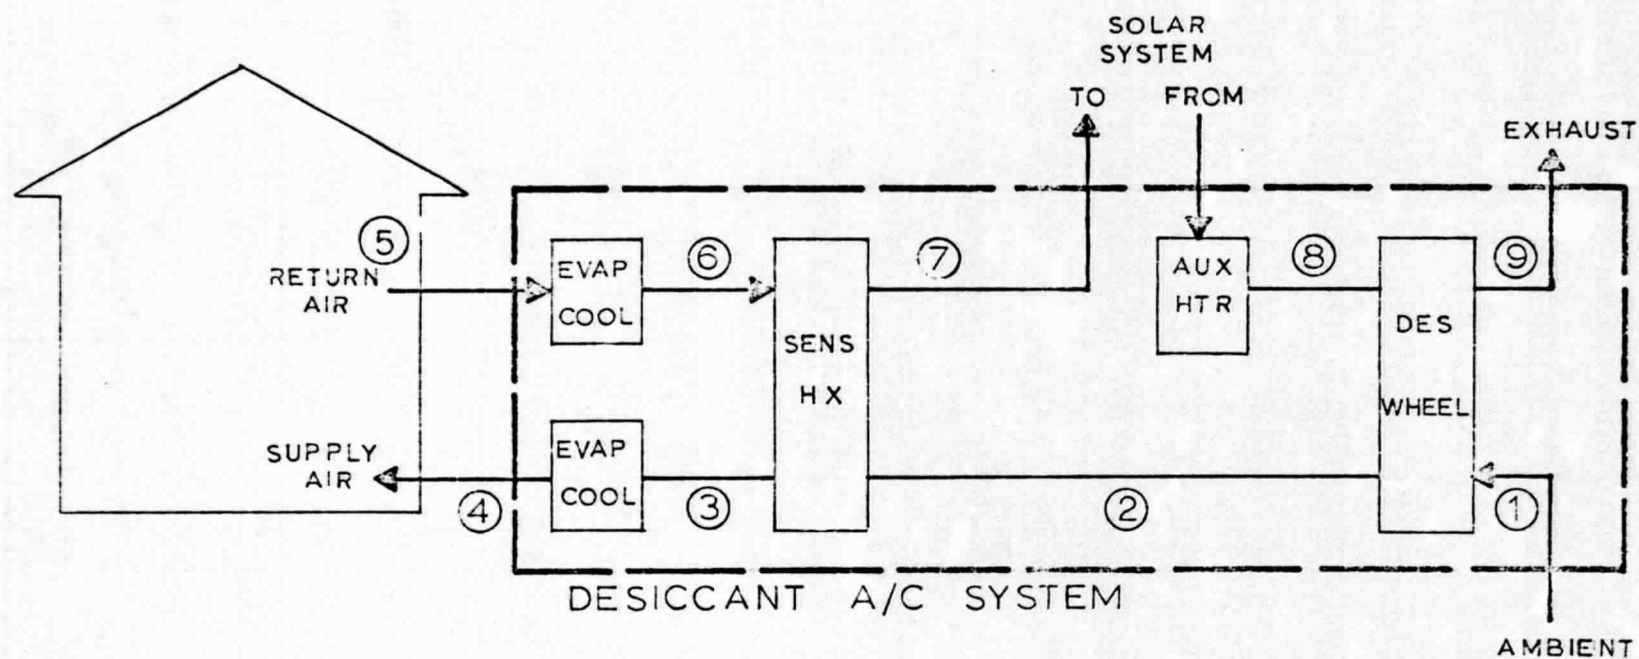 SOLAR
SYSTEM
TO FROM
EXHAUST
5
RETURN
AIR
EVAP
COOL
6
SENS
HX
7
AUX
HTR
8
DES
WHEEL
9
SUPPLY
AIR
4
EVAP
COOL
3
2
1
DESICCANT A/C SYSTEM
AMBIENT